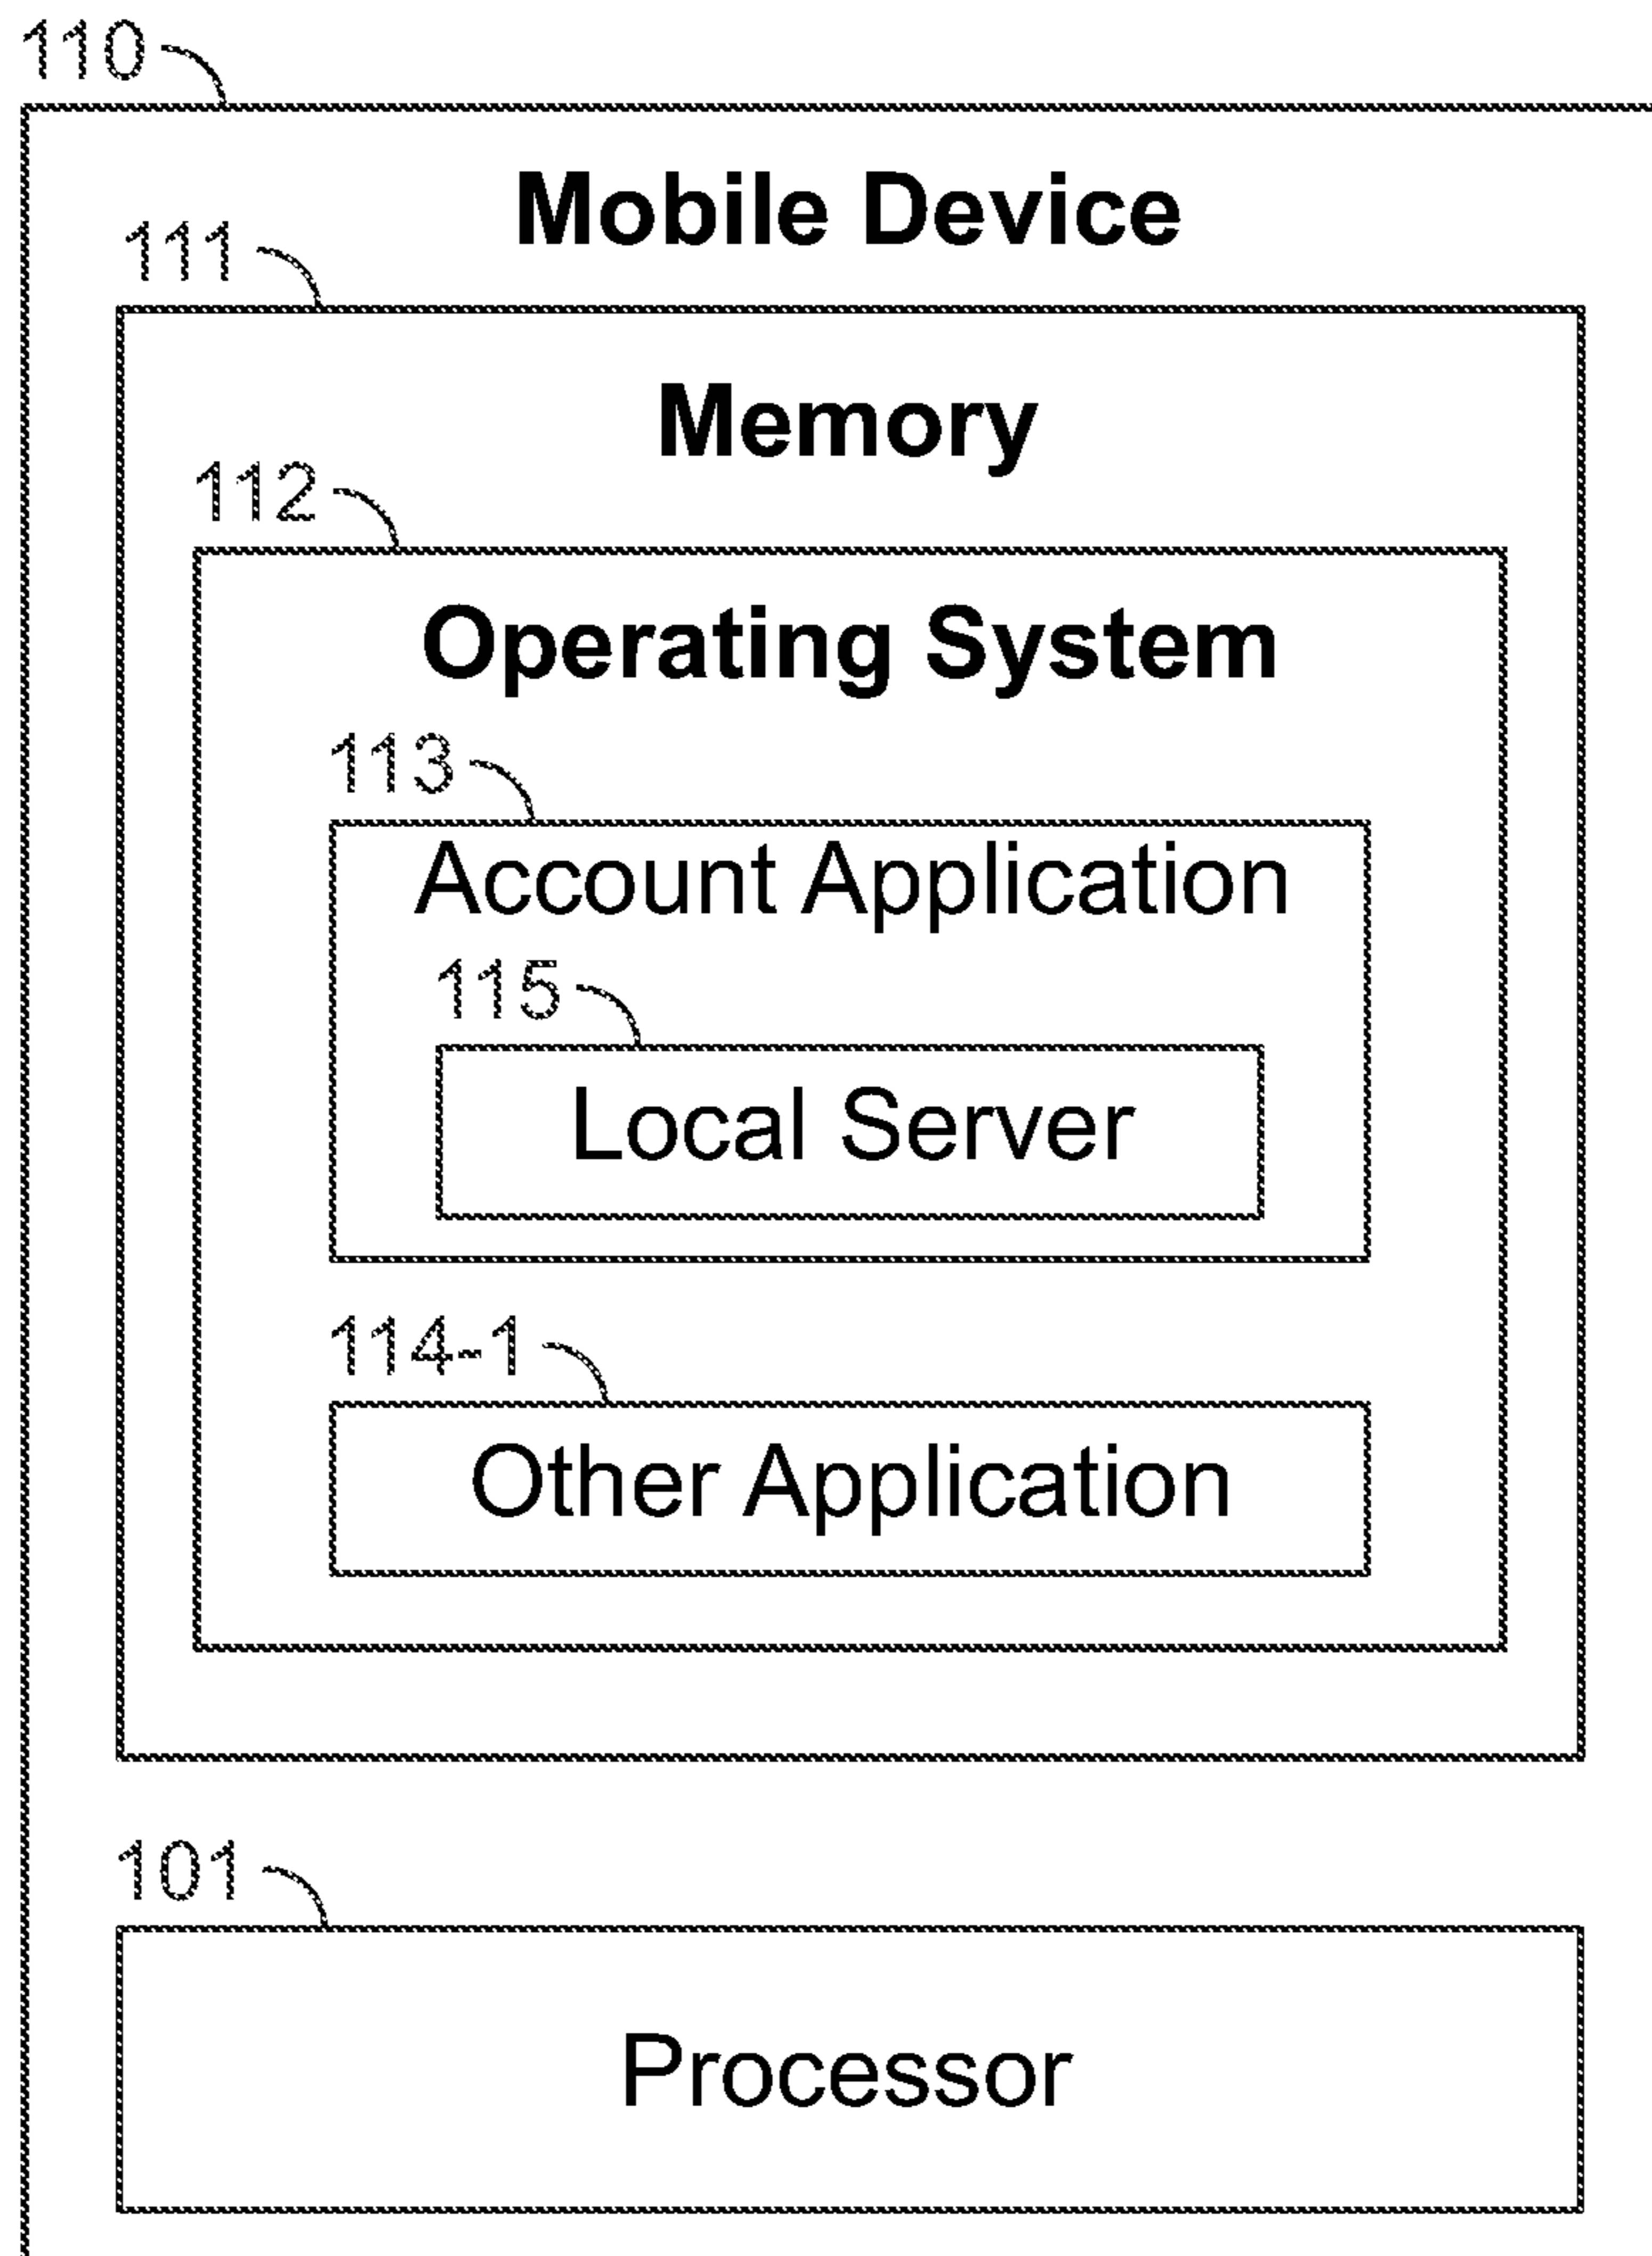 110
Mobile Device
111
Memory
112
Operating System
113
Account Application
115
Local Server
114-1
Other Application
101
Processor